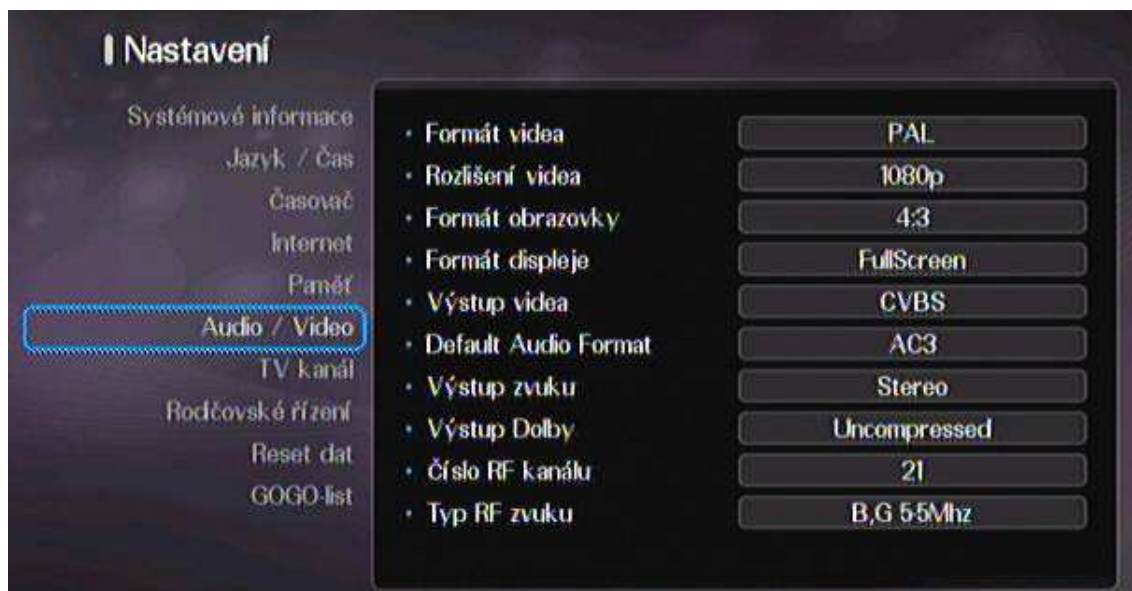 Nastavení
Systémové informace
Jazyk / Čas
Časovač
Internet
Paměť
Audio / Video
TV kanál
Rodičovské řízení
Reset dat
GOGO-list
Formát videa PAL
Rozlišení videa 1080p
Formát obrazovky 4:3
Formát displeje FullScreen
Výstup videa CVBS
Default Audio Format AC3
Výstup zvuku Stereo
Výstup Dolby Uncompressed
Číslo RF kanálu 21
Typ RF zvuku B,G 5.5Mhz